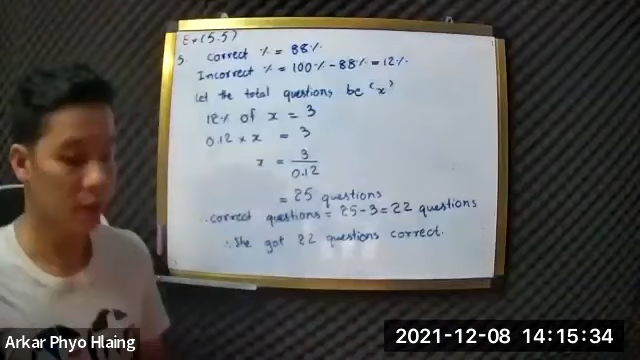 Ex(5.5)
5 Correct % = 88%
Incorrect % = 100% - 88% = 12%.
Let the total questions be 'x'
12% of x = 3
0.12 × x = 3
x = 3/0.12
= 25 questions
∴ correct questions = 25-3 = 22 questions
∴ She got 22 questions correct.
Arkar Phyo Hlaing
2021-12-08 14:15:34